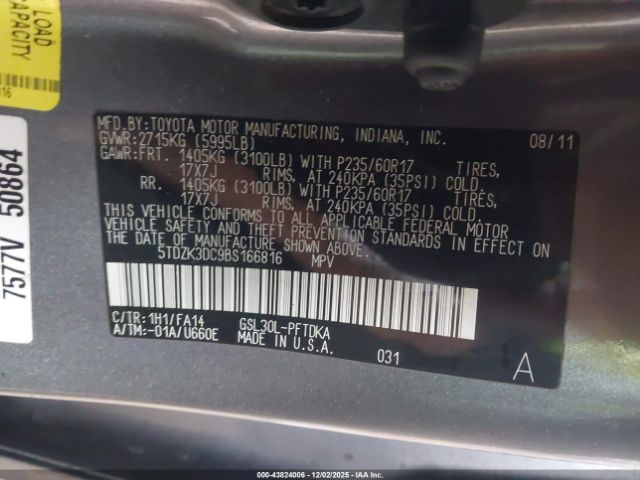 LOAD
CAPACITY
816
7577V 50864
MFD.BY:TOYOTA MOTOR MANUFACTURING, INDIANA, INC. 08/11
GVWR:2715KG (5995LB)
GAWR:FRT. 1405KG (3100LB) WITH P235/60R17 TIRES,
17X7J RIMS, AT 240KPA (35PSI) COLD.
RR. 1405KG (3100LB) WITH P235/60R17 TIRES,
17X7J RIMS, AT 240KPA (35PSI) COLD.
THIS VEHICLE CONFORMS TO ALL APPLICABLE FEDERAL MOTOR
VEHICLE SAFETY AND THEFT PREVENTION STANDARDS IN EFFECT ON
THE DATE OF MANUFACTURE SHOWN ABOVE.
5TDZK3DC9BS166816 MPV
C/TR:1H1/FA14 GSL30L-PFTDKA
A/TM:-01A/U660E MADE IN U.S.A.
031
A
000-43824006 - 12/02/2025 - IAAI.COM